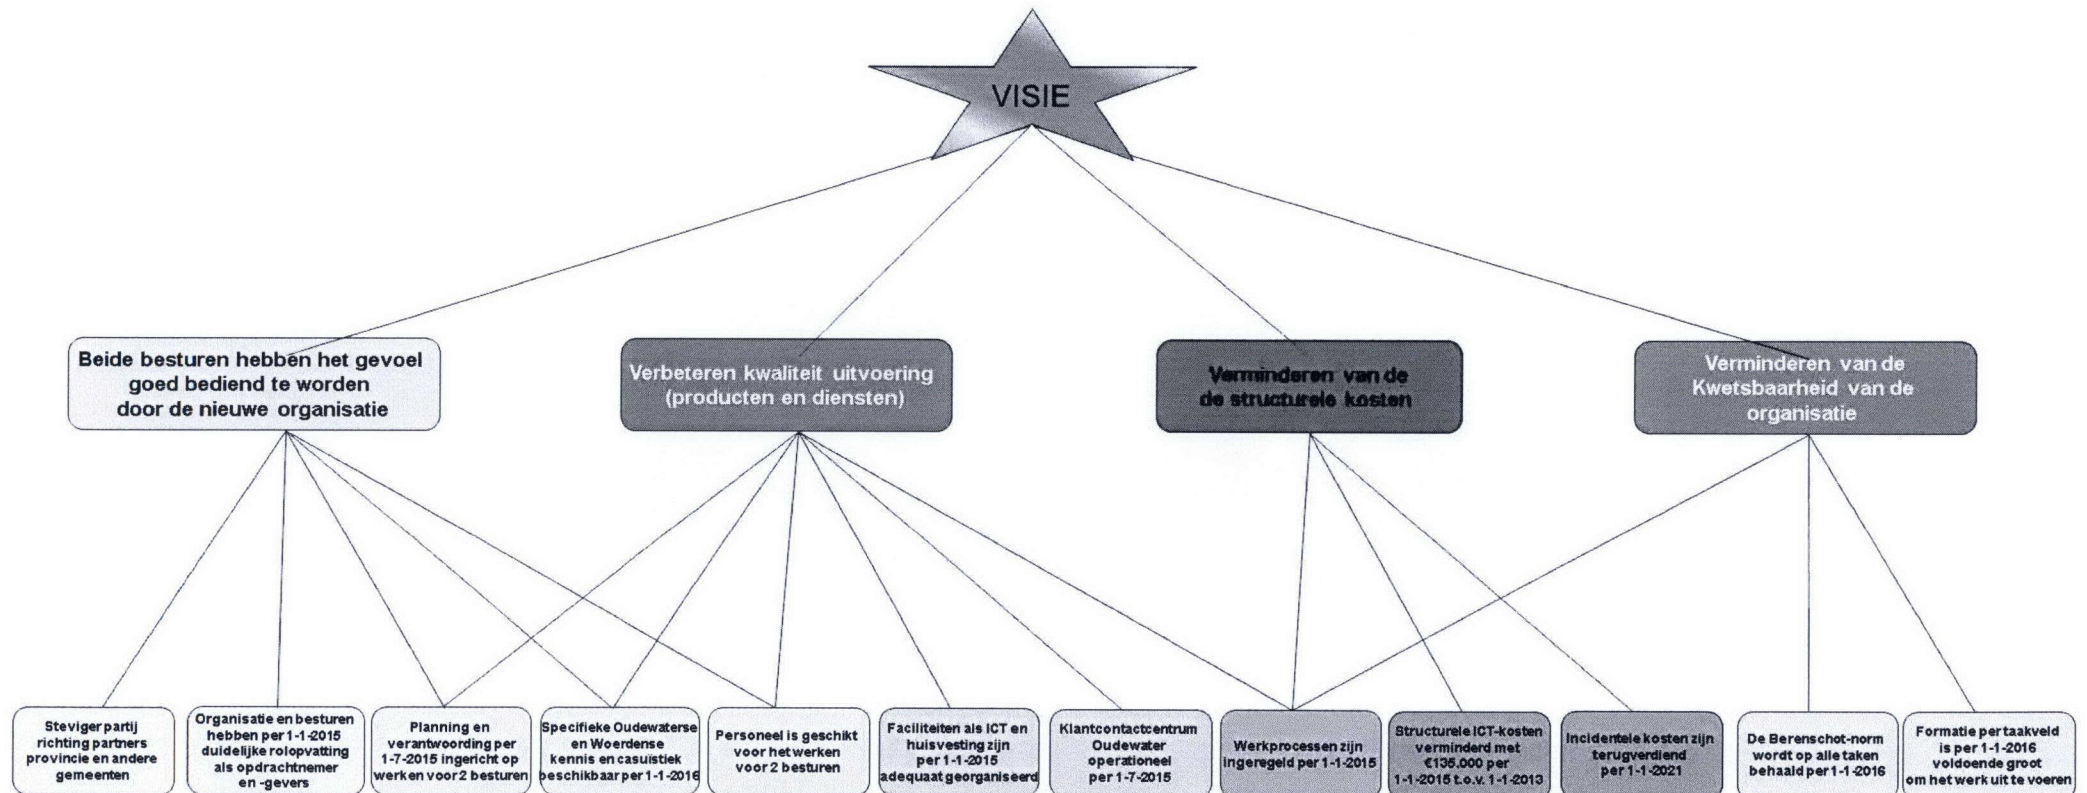 VISIE
Beide besturen hebben het gevoel
goed bediend te worden
door de nieuwe organisatie
Verbeteren kwaliteit uitvoering
(producten en diensten)
Verminderen van de
de structurele kosten
Verminderen van de
Kwetsbaarheid van de
organisatie
Steviger partij
richting partners
provincie en andere
gemeenten
Organisatie en besturen
hebben per 1-1-2015
duidelijke rolopvatting
als opdrachtnemer
en -gevers
Planning en
verantwoording per
1-7-2015 ingericht op
werken voor 2 besturen
Specifieke Oudewaterse
en Woerdense
kennis en casuïstiek
beschikbaar per 1-1-2016
Personeel is geschikt
voor het werken
voor 2 besturen
Faciliteiten als ICT en
huisvesting zijn
per 1-1-2015
adequaat georganiseerd
Klantcontactcentrum
Oudewater
operationeel
per 1-7-2015
Werkprocessen zijn
ingeregeld per 1-1-2015
Structurele ICT-kosten
verminderd met
€135.000 per
1-1-2015 t.o.v. 1-1-2013
Incidentele kosten zijn
terugverdiend
per 1-1-2021
De Berenschot-norm
wordt op alle taken
behaald per 1-1-2016
Formatie per taakveld
is per 1-1-2016
voldoende groot
om het werk uit te voeren